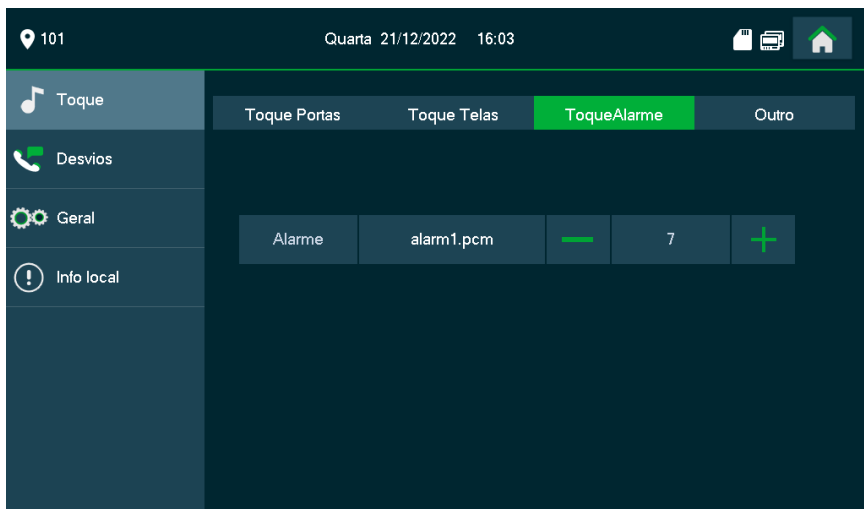 101 Quarta 21/12/2022 16:03
Toque
Desvios
Geral
Info local
Toque Portas Toque Telas ToqueAlarme Outro
Alarme alarm1.pcm — 7 +